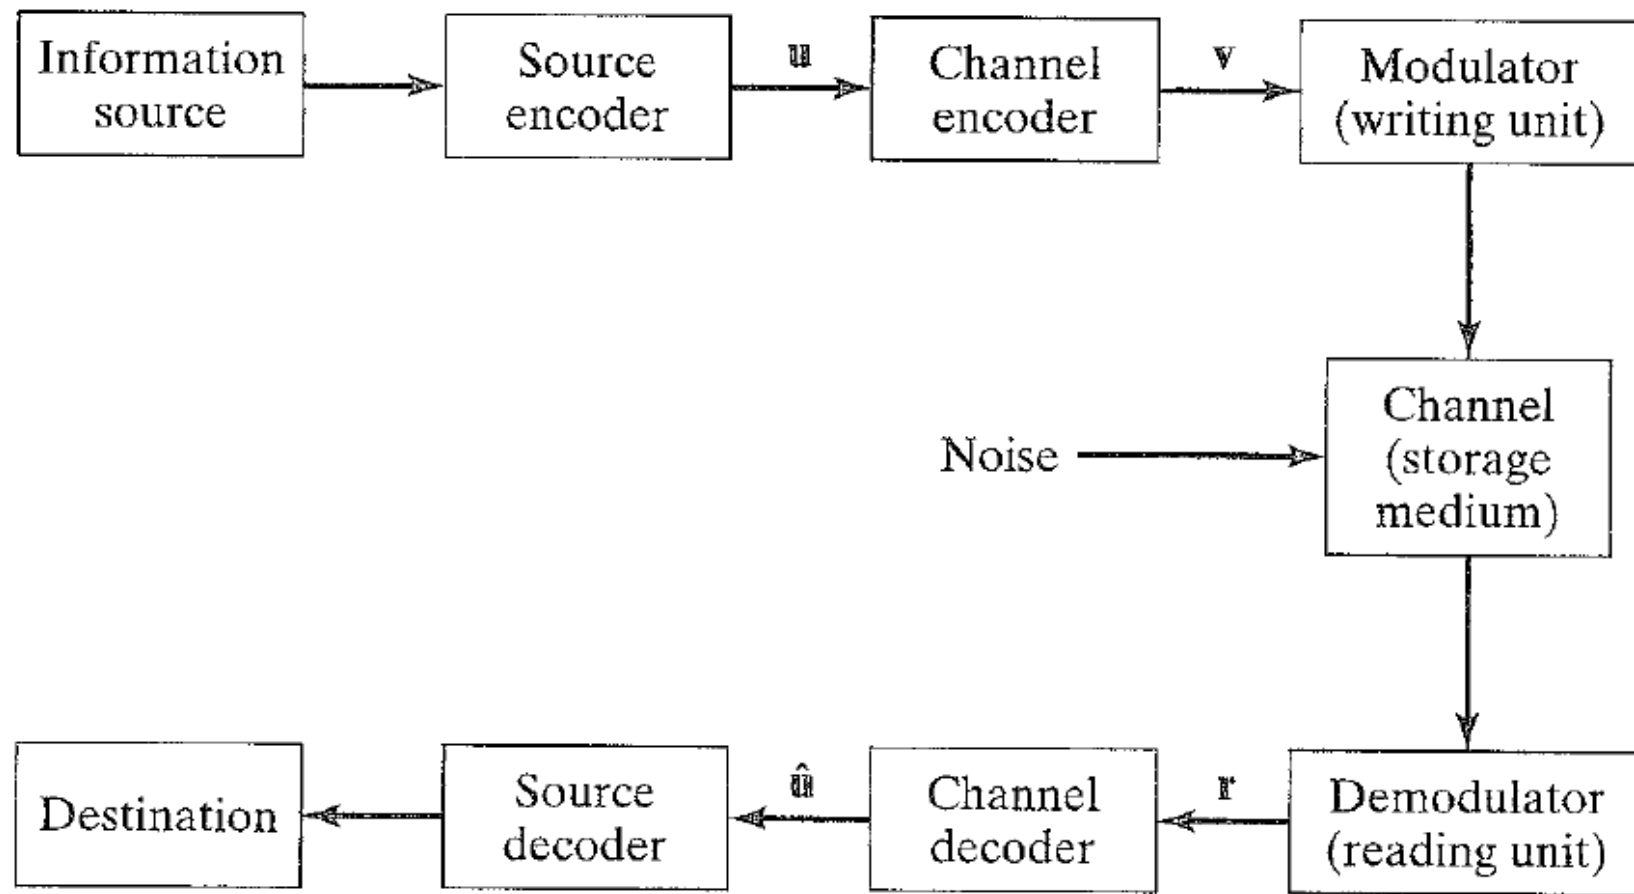 Information
source
Source
encoder
u
Channel
encoder
v
Modulator
(writing unit)
Noise
Channel
(storage
medium)
Destination
Source
decoder
û
Channel
decoder
r
Demodulator
(reading unit)